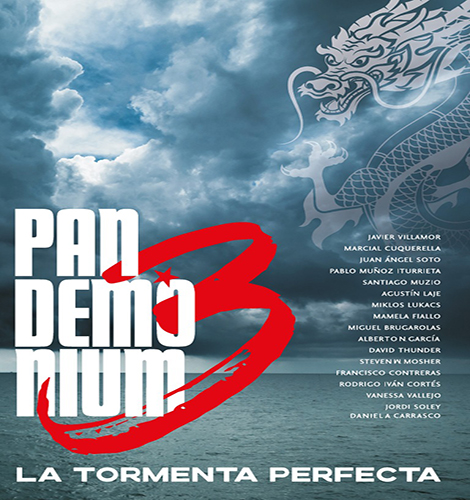 PAN
DEMO
NIUM
3
JAVIER VILLAMOR
MARCIAL CUQUERELLA
JUAN ÁNGEL SOTO
PABLO MUÑOZ ITURRIETA
SANTIAGO MUZIO
AGUSTÍN LAJE
MIKLOS LUKACS
MAMELA FIALLO
MIGUEL BRUGAROLAS
ALBERTO N GARCÍA
DAVID THUNDER
STEVEN W MOSHER
FRANCISCO CONTRERAS
RODRIGO IVÁN CORTÉS
VANESSA VALLEJO
JORDI SOLEY
DANIEL A CARRASCO
LA TORMENTA PERFECTA